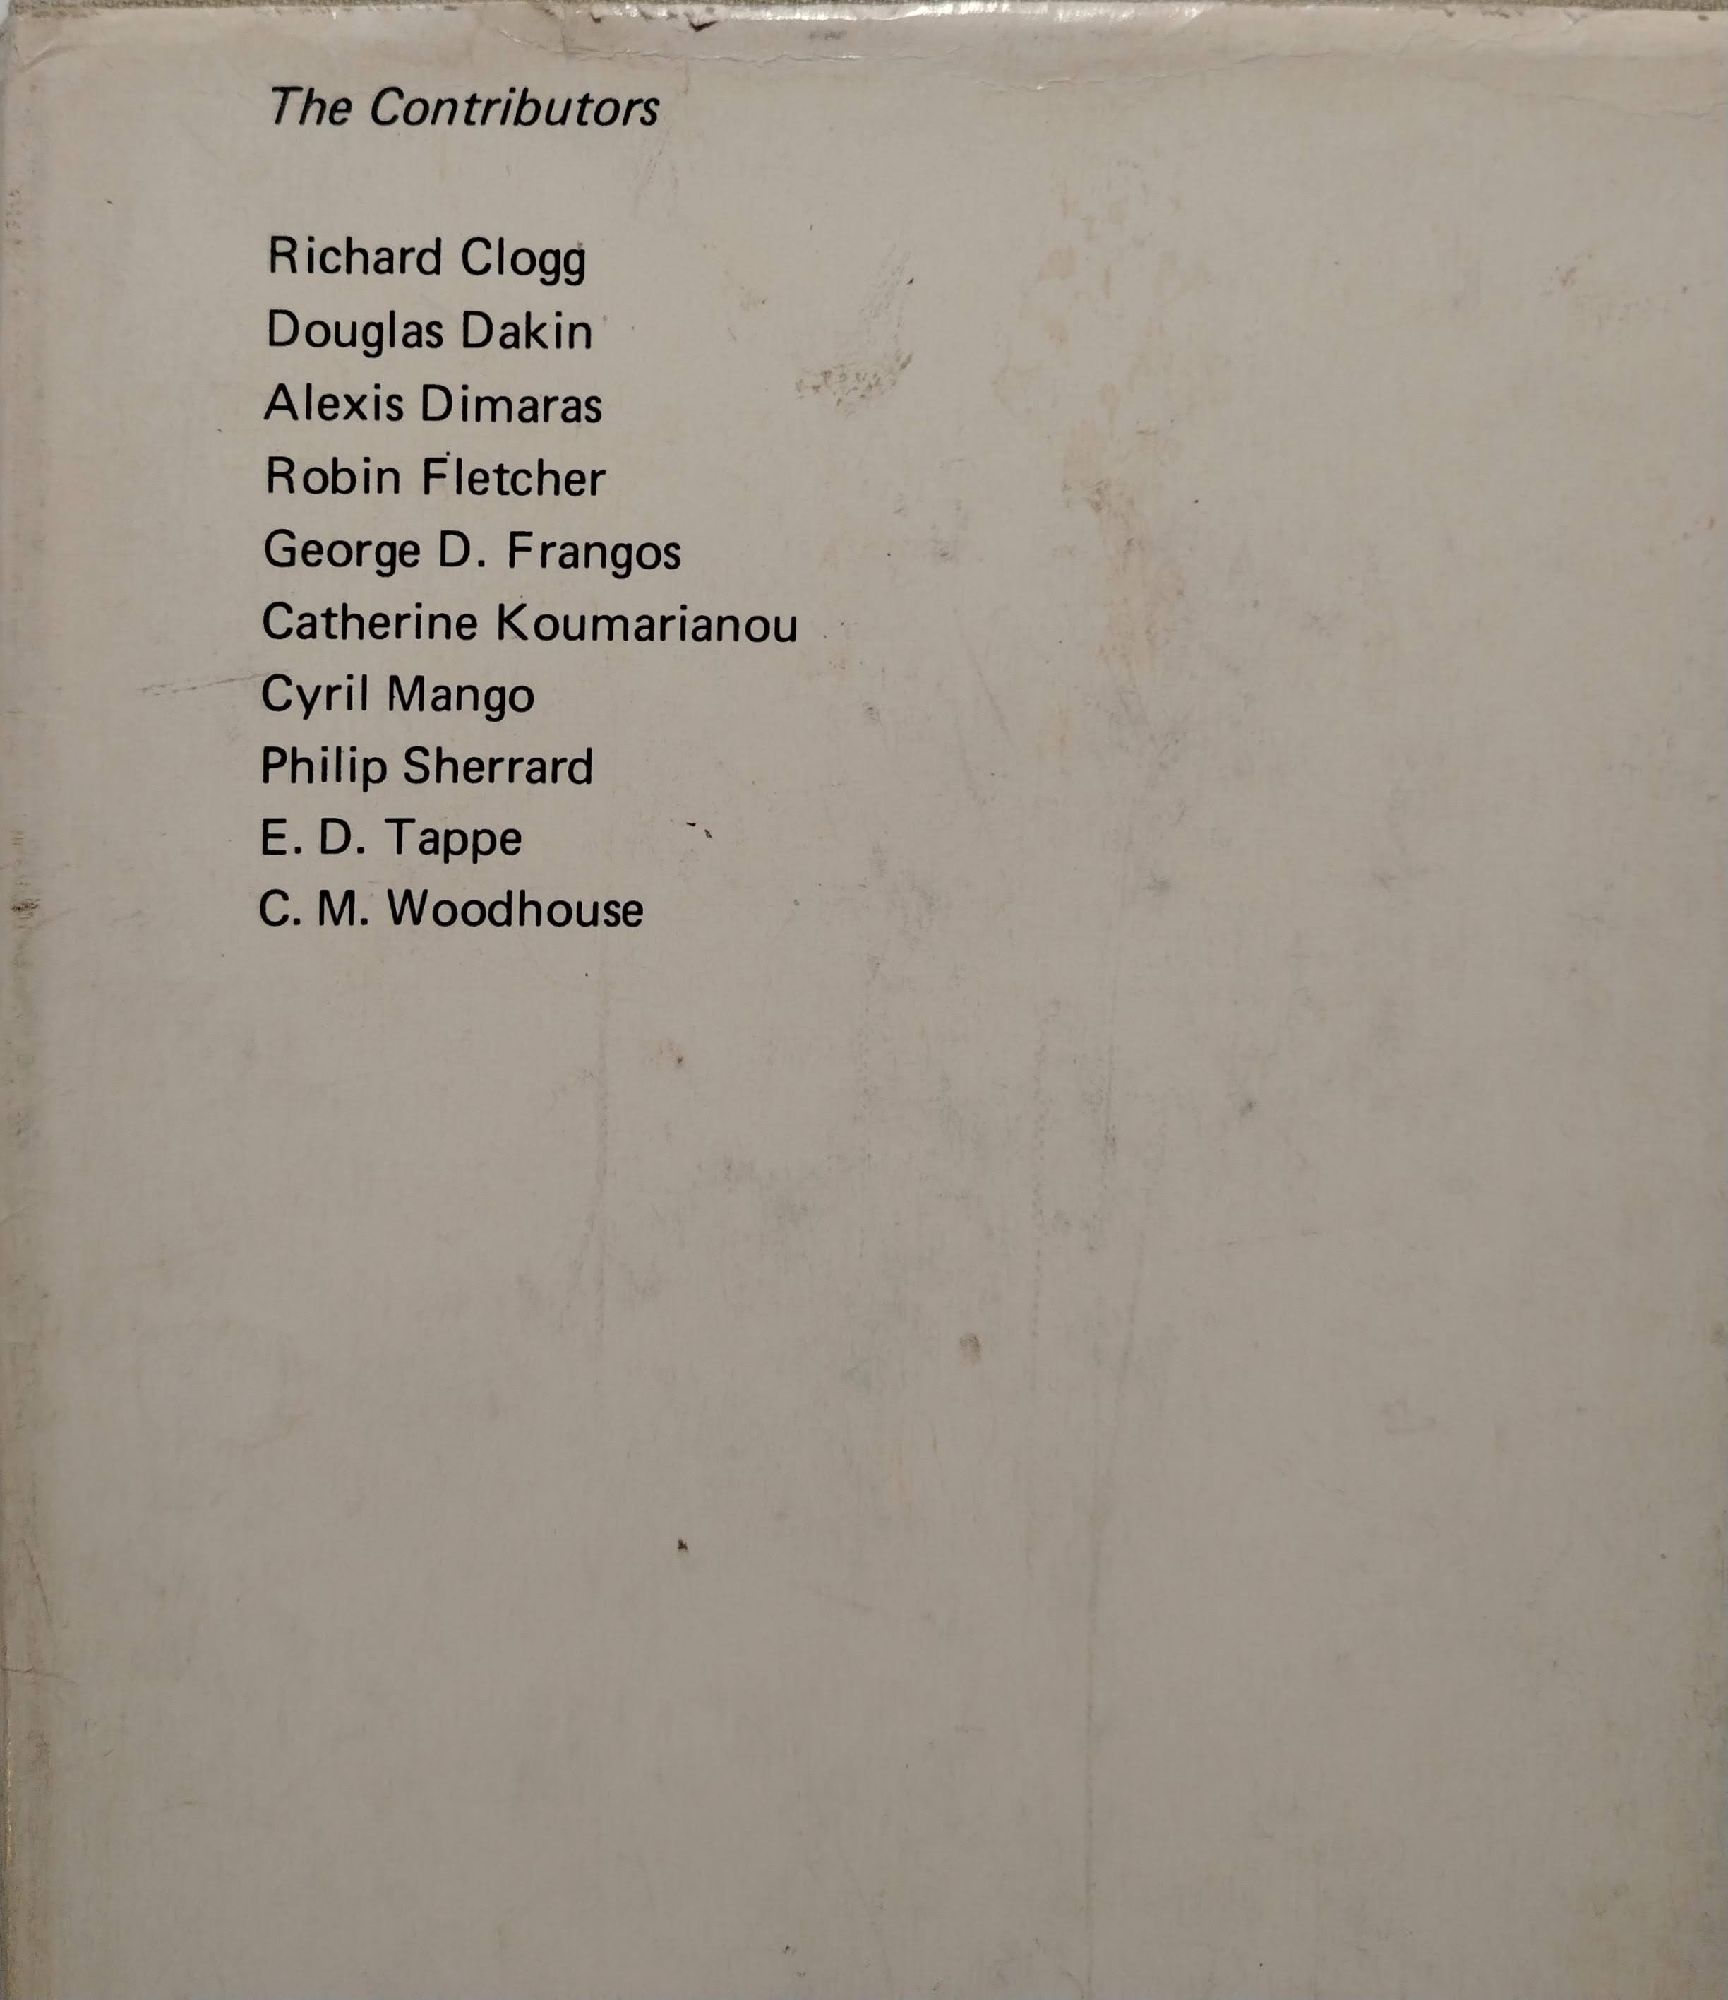 The Contributors
Richard Clogg
Douglas Dakin
Alexis Dimaras
Robin Fletcher
George D. Frangos
Catherine Koumarianou
Cyril Mango
Philip Sherrard
E. D. Tappe
C. M. Woodhouse